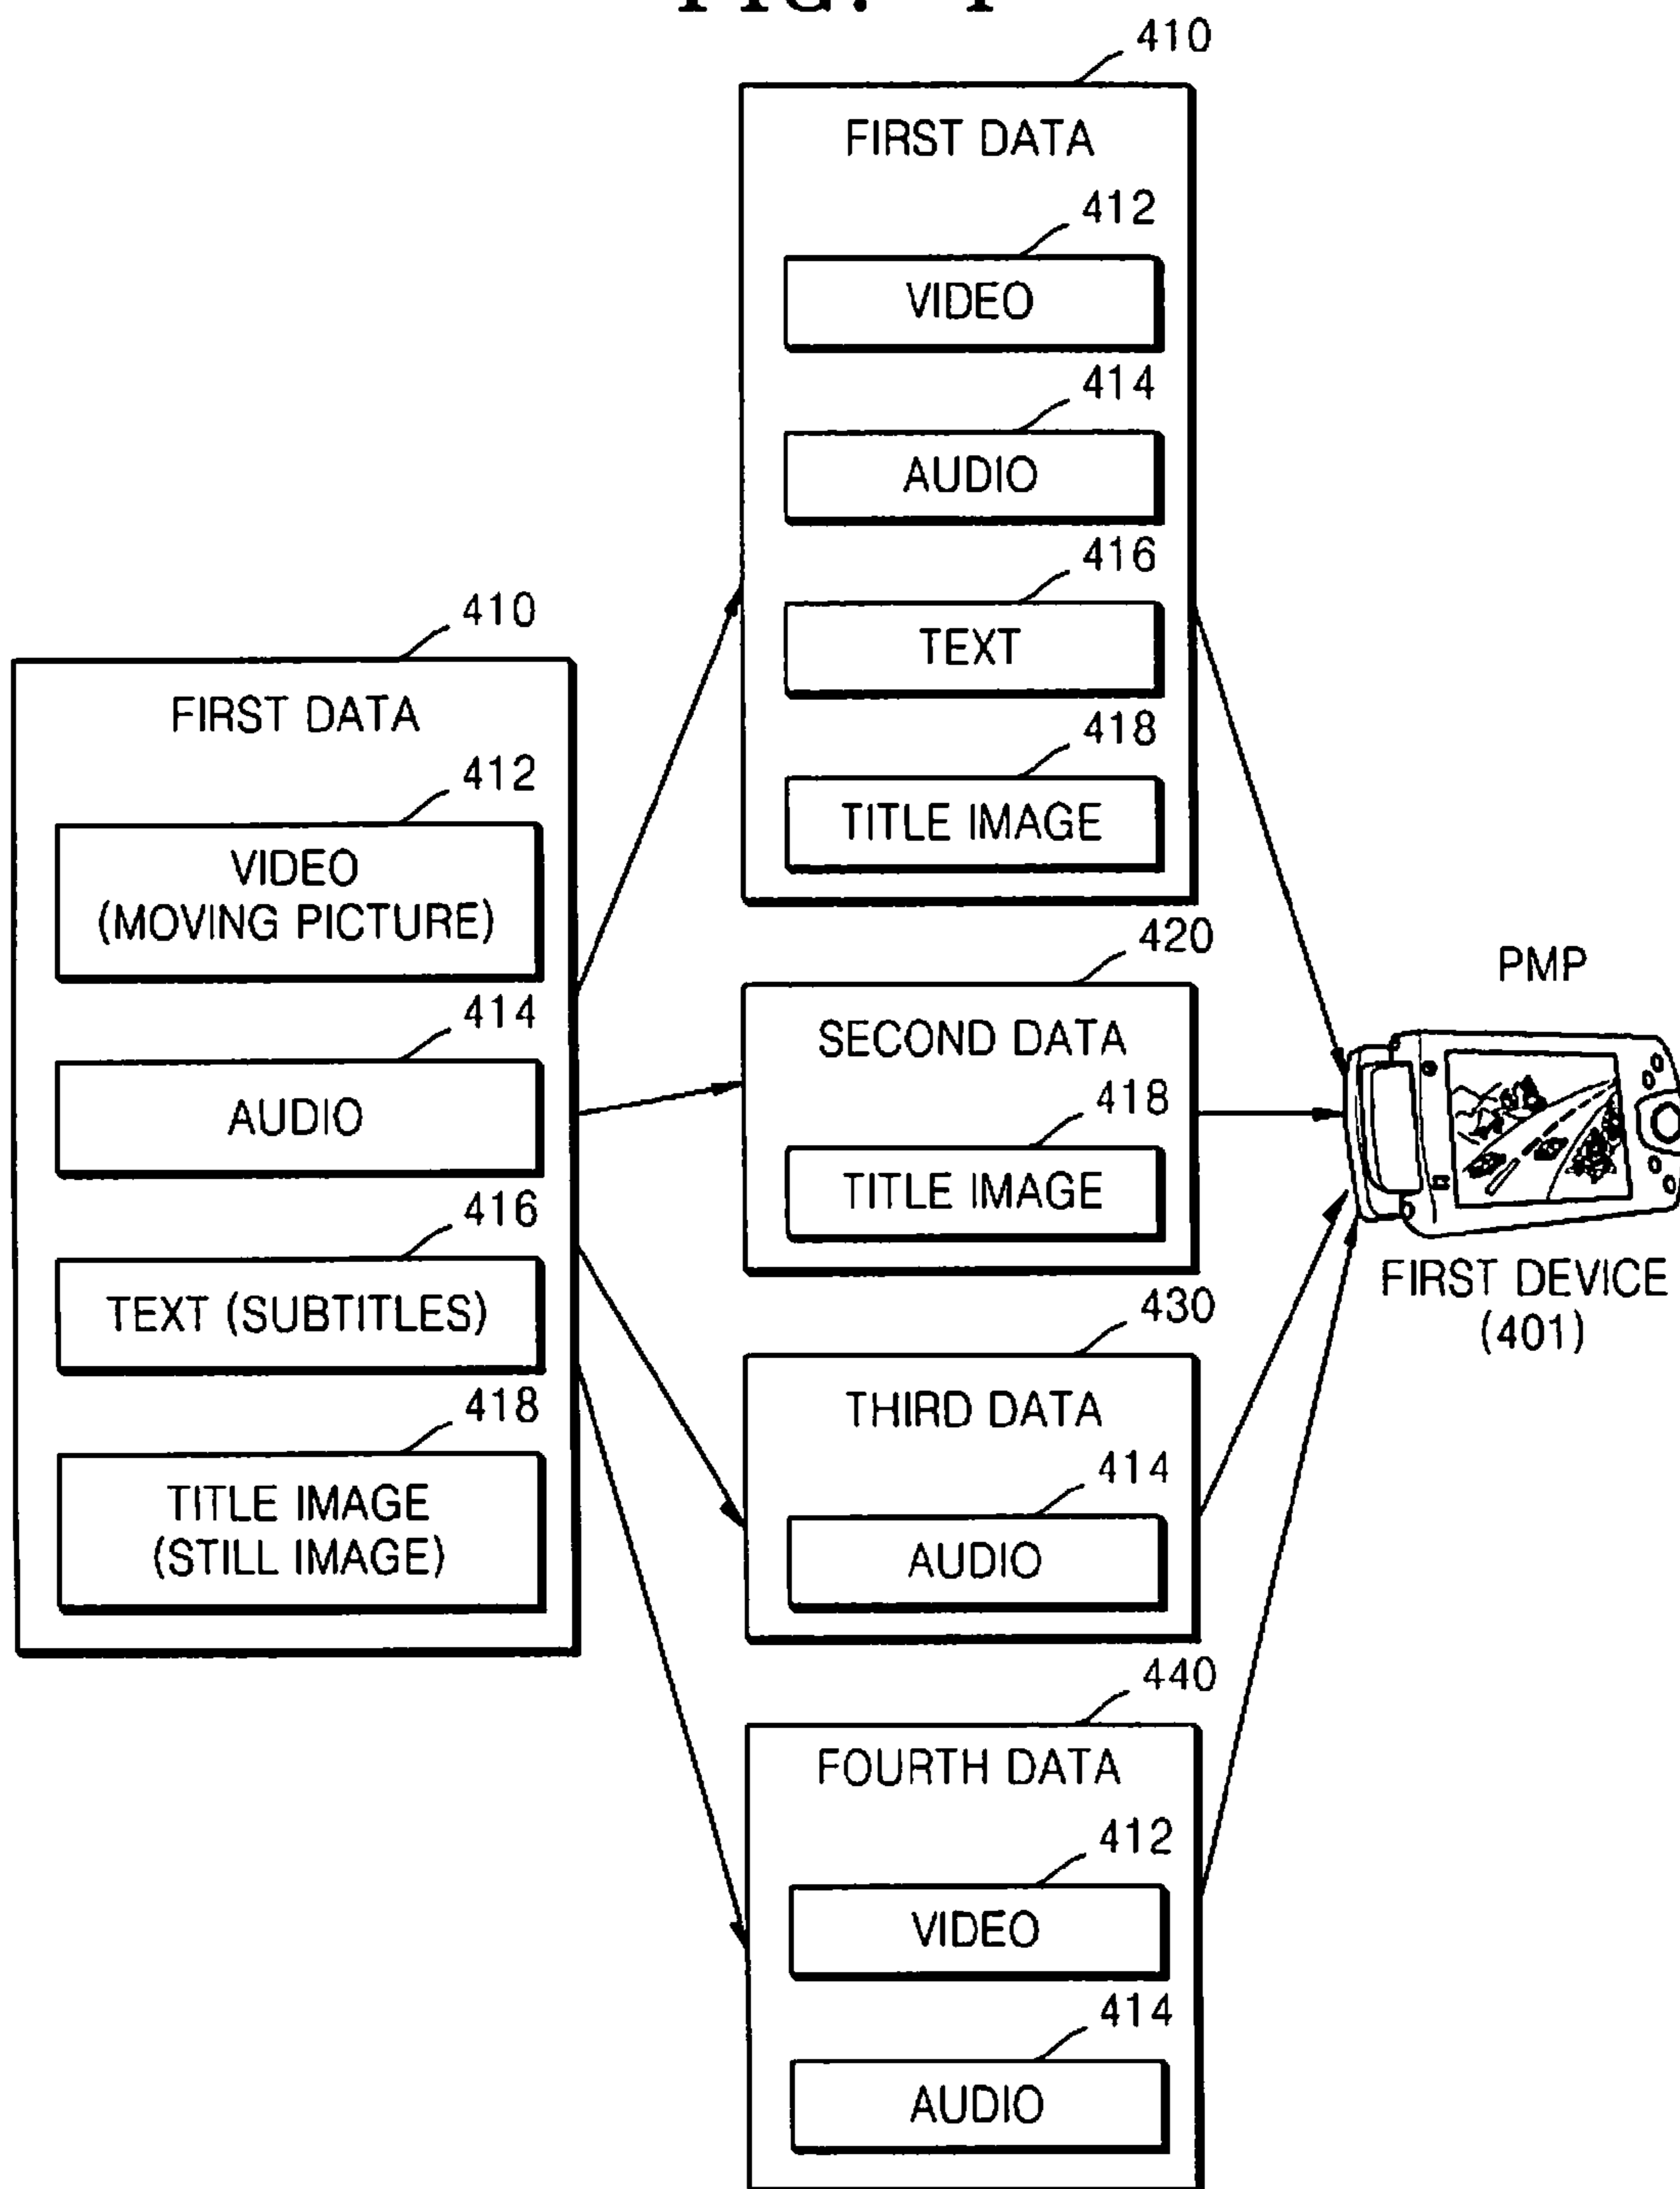 FIG. 4
410
FIRST DATA
412
VIDEO
(MOVING PICTURE)
414
AUDIO
416
TEXT (SUBTITLES)
418
TITLE IMAGE
(STILL IMAGE)
410
FIRST DATA
412
VIDEO
414
AUDIO
416
TEXT
418
TITLE IMAGE
420
SECOND DATA
418
TITLE IMAGE
430
THIRD DATA
414
AUDIO
440
FOURTH DATA
412
VIDEO
414
AUDIO
PMP
FIRST DEVICE
(401)